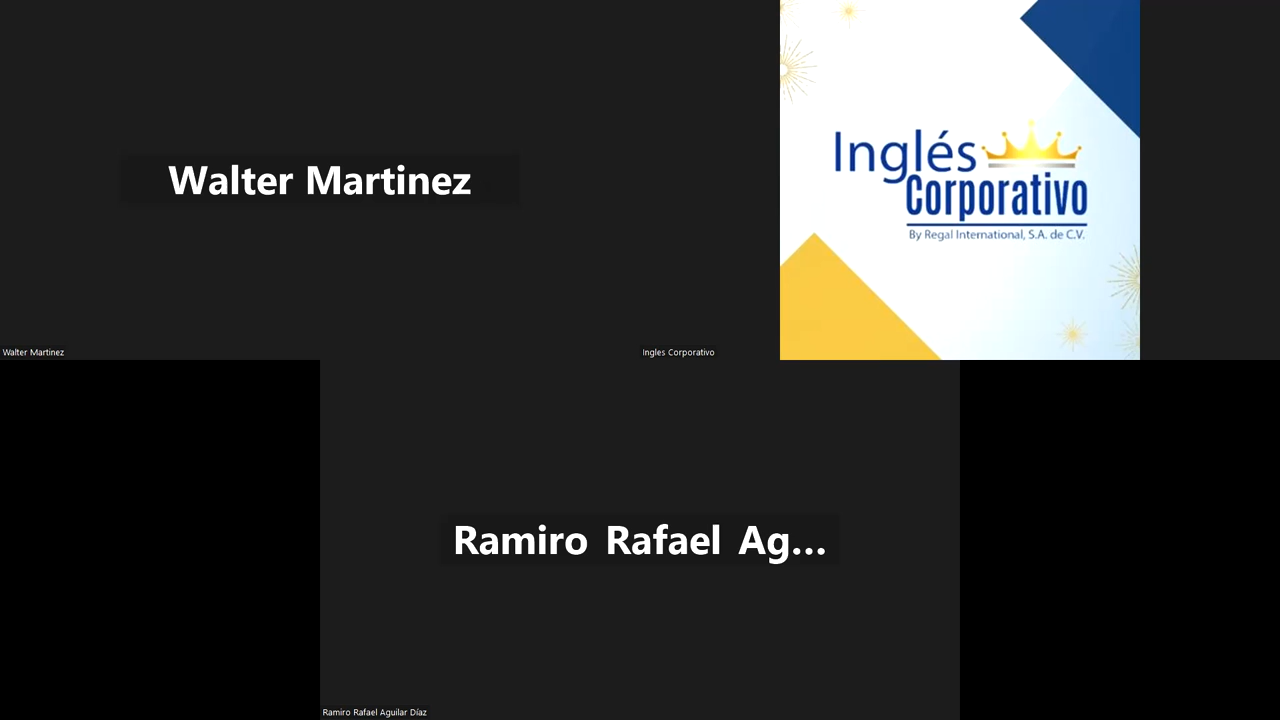 Walter Martinez
Inglés
Corporativo
By Regal International, S.A. de C.V.
Walter Martinez
Ingles Corporativo
Ramiro Rafael Ag...
Ramiro Rafael Aguilar Díaz